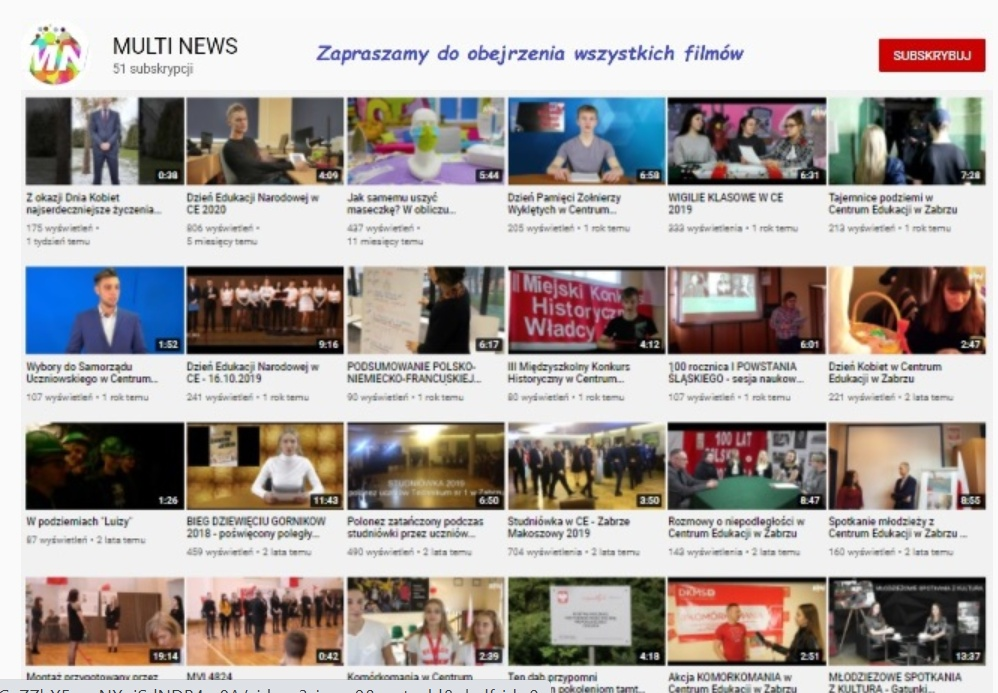 MULTI NEWS
51 subskrypcji
Zapraszamy do obejrzenia wszystkich filmów
SUBSKRYBUJ
0:38
4:09
5:44
6:58
6:31
7:28
Z okazji Dnia Kobiet
najserdeczniejsze życzenia...
175 wyświetleń •
1 tydzień temu
Dzień Edukacji Narodowej w
CE 2020
806 wyświetleń •
5 miesięcy temu
Jak samemu uszyć
maseczkę? W obliczu...
437 wyświetleń •
11 miesięcy temu
Dzień Pamięci Żołnierzy
Wyklętych w Centrum...
205 wyświetleń • 1 rok temu
WIGILIE KLASOWE W CE
2019
333 wyświetlenia • 1 rok temu
Tajemnice podziemi w
Centrum Edukacji w Zabrzu
213 wyświetleń • 1 rok temu
1:52
9:16
6:17
Miejski Konk
Historyczn
Władcy
4:12
6:01
2:47
Wybory do Samorządu
Uczniowskiego w Centrum...
107 wyświetleń • 1 rok temu
Dzień Edukacji Narodowej w
CE - 16.10.2019
241 wyświetleń • 1 rok temu
PODSUMOWANIE POLSKO-
NIEMIECKO-FRANCUSKIEJ...
90 wyświetleń • 1 rok temu
III Międzyszkolny Konkurs
Historyczny w Centrum...
80 wyświetleń • 1 rok temu
100 rocznica I POWSTANIA
ŚLĄSKIEGO - sesja naukow...
107 wyświetleń • 1 rok temu
Dzień Kobiet w Centrum
Edukacji w Zabrzu
221 wyświetleń • 2 lata temu
1:26
11:43
STUDNIÓWKA 2019
6:50
3:50
100 LAT
8:47
8:55
W podziemiach "Luizy"
87 wyświetleń • 2 lata temu
BIEG DZIEWIĘCIU GÓRNIKÓW
2018 - poświęcony poległy...
459 wyświetleń • 2 lata temu
Polonez zatańczony podczas
studniówki przez uczniów...
490 wyświetleń • 2 lata temu
Studniówka w CE - Zabrze
Makoszowy 2019
704 wyświetlenia • 2 lata temu
Rozmowy o niepodległości w
Centrum Edukacji w Zabrzu
143 wyświetlenia • 2 lata temu
Spotkanie młodzieży z
Centrum Edukacji w Zabrzu ...
160 wyświetleń • 2 lata temu
19:14
0:42
2:39
4:18
DKMS
KOMÓRKOMANIA
2:51
MŁODZIEŻOWE SPOTKANIA Z KULTURĄ
13:37
Montaż przygotowany przez
MVI 4824
Komórkomania w Centrum
Ten dąb przypomni
pokoleniom tamt...
Akcja KOMÓRKOMANIA w
Centrum Edukacji w Zabrzu
MŁODZIEŻOWE SPOTKANIA
Z KULTURĄ - Gatunki...